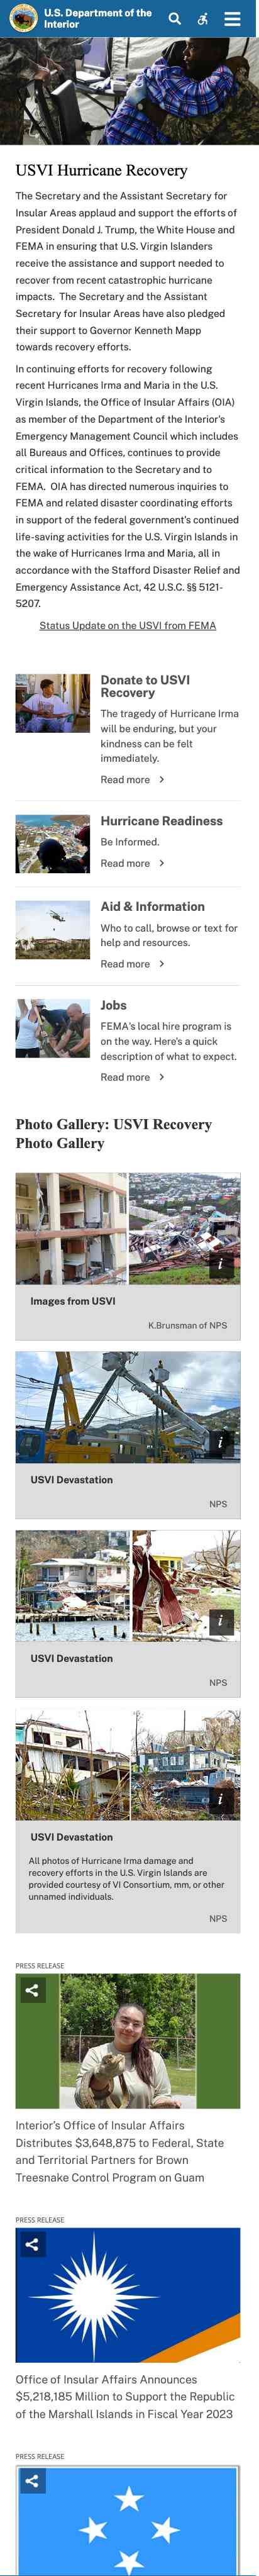 U.S. Department of the
Interior
USVI Hurricane Recovery
The Secretary and the Assistant Secretary for
Insular Areas applaud and support the efforts of
President Donald J. Trump, the White House and
FEMA in ensuring that U.S. Virgin Islanders
receive the assistance and support needed to
recover from recent catastrophic hurricane
impacts.  The Secretary and the Assistant
Secretary for Insular Areas have also pledged
their support to Governor Kenneth Mapp
towards recovery efforts.
In continuing efforts for recovery following
recent Hurricanes Irma and Maria in the U.S.
Virgin Islands, the Office of Insular Affairs (OIA)
as member of the Department of the Interior's
Emergency Management Council which includes
all Bureaus and Offices, continues to provide
critical information to the Secretary and to
FEMA.  OIA has directed numerous inquiries to
FEMA and related disaster coordinating efforts
in support of the federal government's continued
life-saving activities for the U.S. Virgin Islands in
the wake of Hurricanes Irma and Maria, all in
accordance with the Stafford Disaster Relief and
Emergency Assistance Act, 42 U.S.C. §§ 5121-
5207.
Status Update on the USVI from FEMA
Donate to USVI
Recovery
The tragedy of Hurricane Irma
will be enduring, but your
kindness can be felt
immediately.
Read more
Hurricane Readiness
Be Informed.
Read more
Aid & Information
Who to call, browse or text for
help and resources.
Read more
Jobs
FEMA's local hire program is
on the way. Here's a quick
description of what to expect.
Read more
Photo Gallery: USVI Recovery
Photo Gallery
i
Images from USVI
K.Brunsman of NPS
i
USVI Devastation
NPS
i
USVI Devastation
NPS
i
USVI Devastation
All photos of Hurricane Irma damage and
recovery efforts in the U.S. Virgin Islands are
provided courtesy of VI Consortium, mm, or other
unnamed individuals.
NPS
PRESS RELEASE
Interior's Office of Insular Affairs
Distributes $3,648,875 to Federal, State
and Territorial Partners for Brown
Treesnake Control Program on Guam
PRESS RELEASE
Office of Insular Affairs Announces
$5,218,185 Million to Support the Republic
of the Marshall Islands in Fiscal Year 2023
PRESS RELEASE